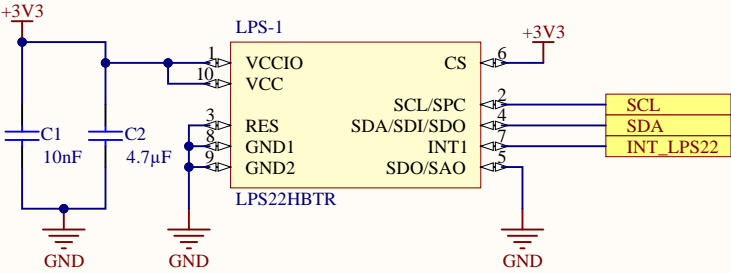 +3V3
LPS-1
+3V3
1 VCCIO CS 6
10 VCC
SCL/SPC 2 SCL
3 RES SDA/SDI/SDO 4 SDA
8 GND1 INT1 7 INT_LPS22
9 GND2 SDO/SAO 5
C1
10nF
C2
4.7µF
LPS22HBTR
GND
GND
GND